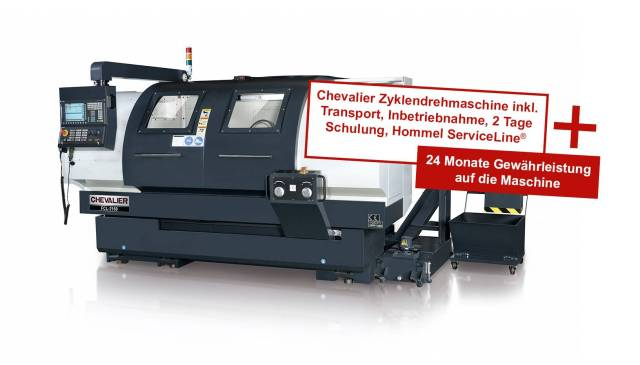 Chevalier Zyklendrehmaschine inkl.
Transport, Inbetriebnahme, 2 Tage
Schulung, Hommel ServiceLine®
+
24 Monate Gewährleistung
auf die Maschine
CHEVALIER